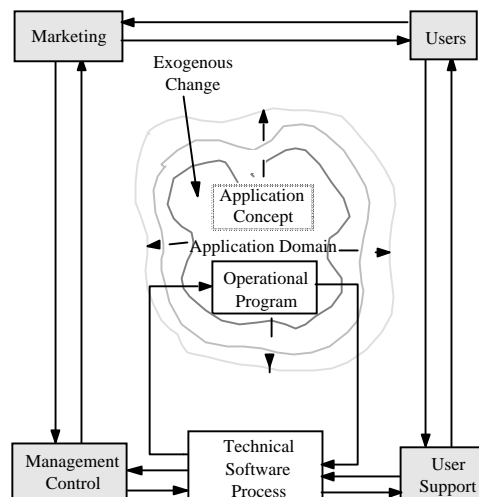 Marketing
Users
Exogenous
Change
Application
Concept
Application Domain
Operational
Program
Management
Control
Technical
Software
Process
User
Support